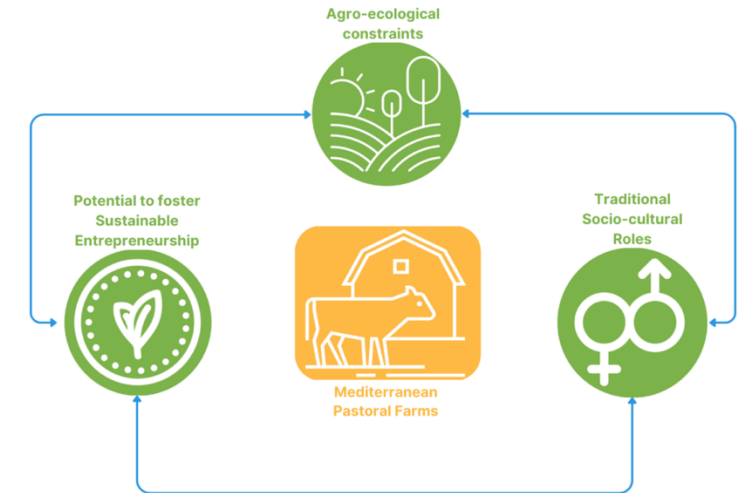 Agro-ecological
constraints
Potential to foster
Sustainable
Entrepreneurship
Traditional
Socio-cultural
Roles
Mediterranean
Pastoral Farms